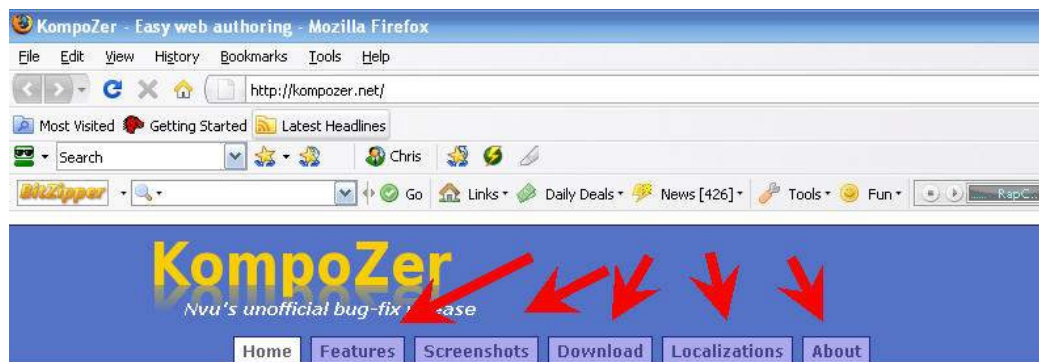 KompoZer - Easy web authoring - Mozilla Firefox
File Edit View History Bookmarks Tools Help
http://kompozer.net/
Most Visited Getting Started Latest Headlines
Search Chris
BitZipper Go Links Daily Deals News [426] Tools Fun RapC...
KompoZer
Nvu's unofficial bug-fix
Home Features Screenshots Download Localizations About